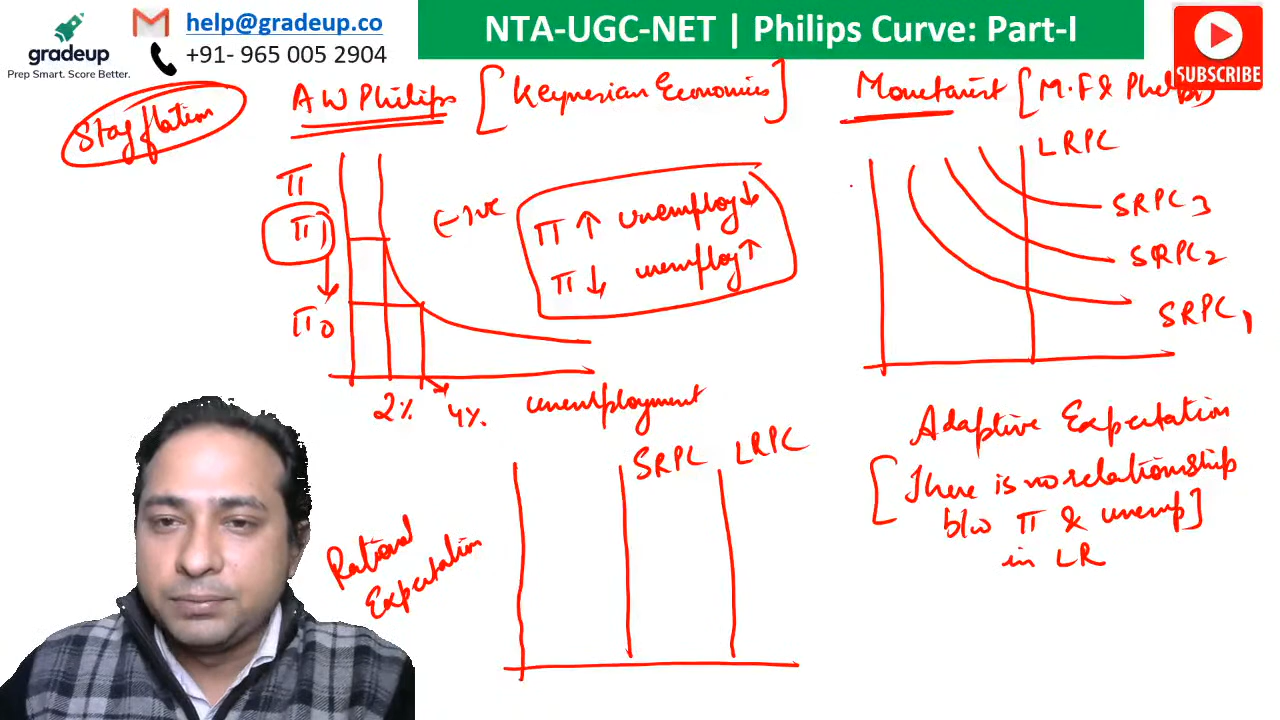 gradeup
Prep Smart. Score Better.
help@gradeup.co
+91- 965 005 2904
NTA-UGC-NET | Philips Curve: Part-I
SUBSCRIBE
Stagflation
A W Philips [Keynesian Economics]
π
π1
π0
(-)ve
π ↑ unemploy ↓
π ↓ unemploy ↑
2% 4%. unemployment
Monetarist [M.F & Phelps]
LRPC
SRPC3
SRPC2
SRPC1
Adaptive Expectation
[There is no relationship
b/w π & unemp]
in LR
Rational
Expectation
SRPC LRPC